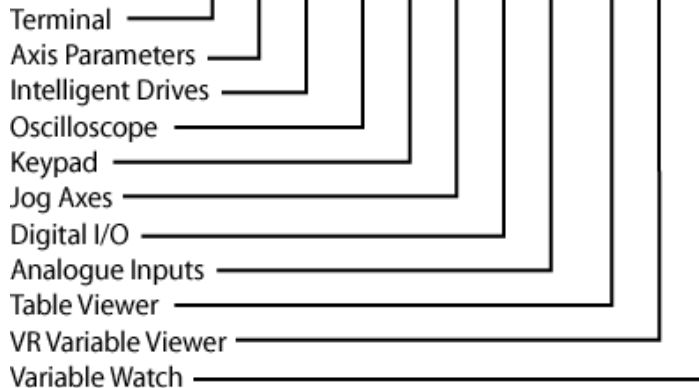 Terminal
Axis Parameters
Intelligent Drives
Oscilloscope
Keypad
Jog Axes
Digital I/O
Analogue Inputs
Table Viewer
VR Variable Viewer
Variable Watch